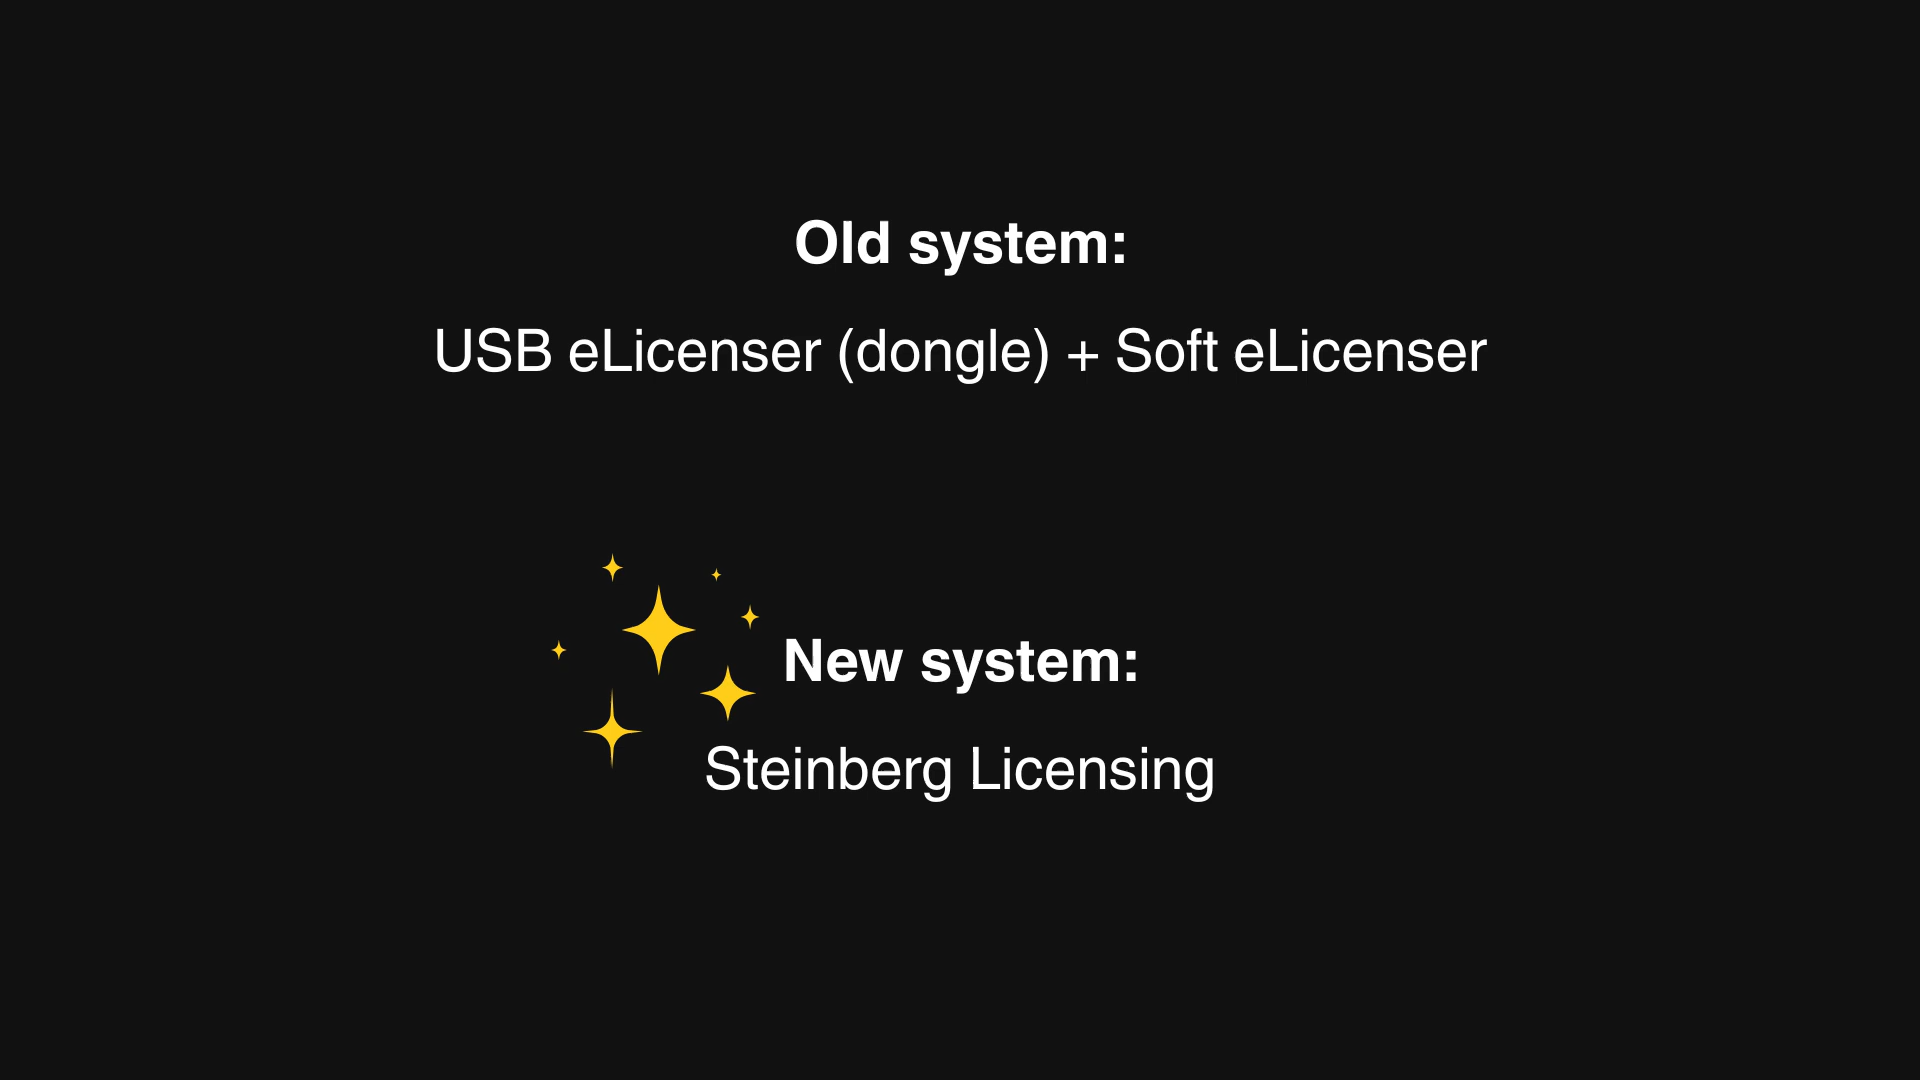 Old system:
USB eLicenser (dongle) + Soft eLicenser
New system:
Steinberg Licensing